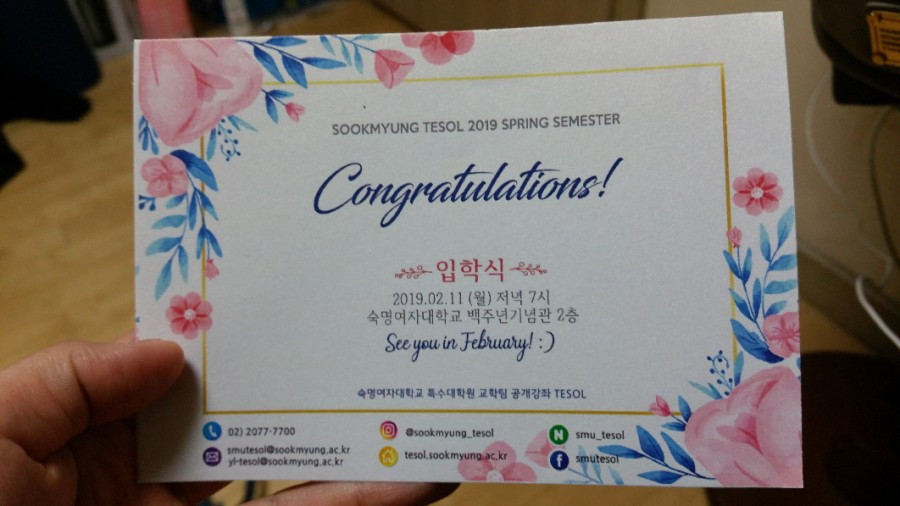 SOOKMYUNG TESOL 2019 SPRING SEMESTER
Congratulations!
입학식
2019.02.11 (월) 저녁 7시
숙명여자대학교 백주년기념관 2층
See you in February! :)
숙명여자대학교 특수대학원 교학팀 공개강좌 TESOL
02) 2077-7700
@sookmyung_tesol
N smu_tesol
smutesol@sookmyung.ac.kr
yl-tesol@sookmyung.ac.kr
tesol.sookmyung.ac.kr
f smutesol